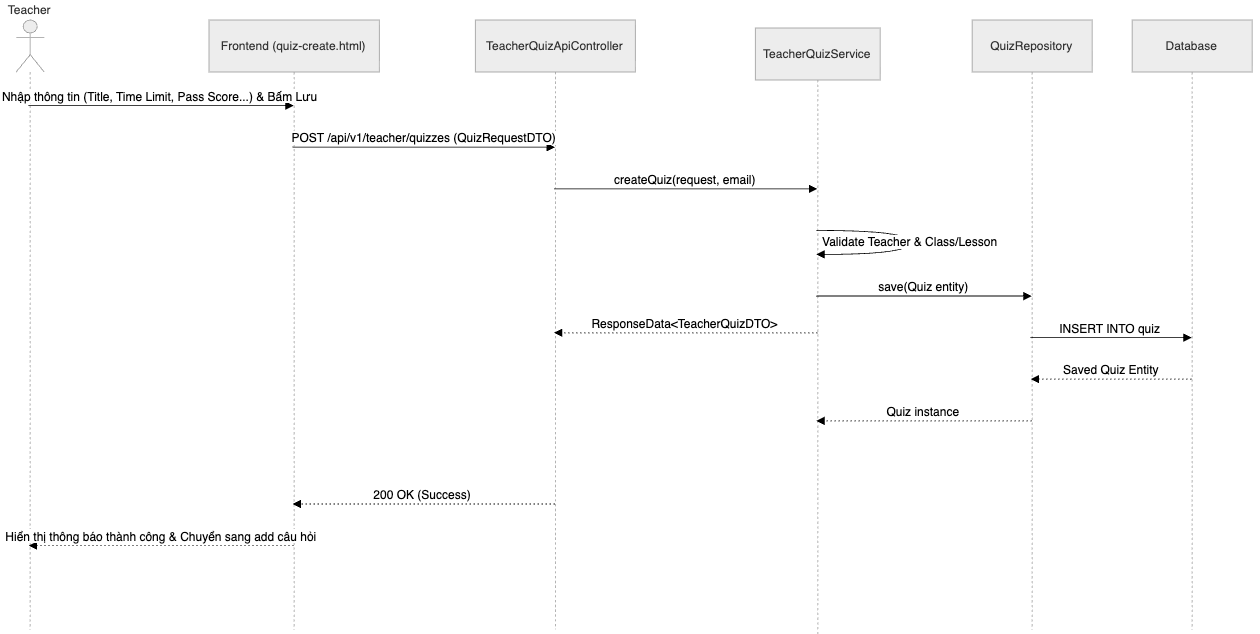 Teacher
Frontend (quiz-create.html)
TeacherQuizApiController
TeacherQuizService
QuizRepository
Database
Nhập thông tin (Title, Time Limit, Pass Score...) & Bấm Lưu
POST /api/v1/teacher/quizzes (QuizRequestDTO)
createQuiz(request, email)
Validate Teacher & Class/Lesson
save(Quiz entity)
ResponseData<TeacherQuizDTO>
INSERT INTO quiz
Saved Quiz Entity
Quiz instance
200 OK (Success)
Hiển thị thông báo thành công & Chuyển sang add câu hỏi